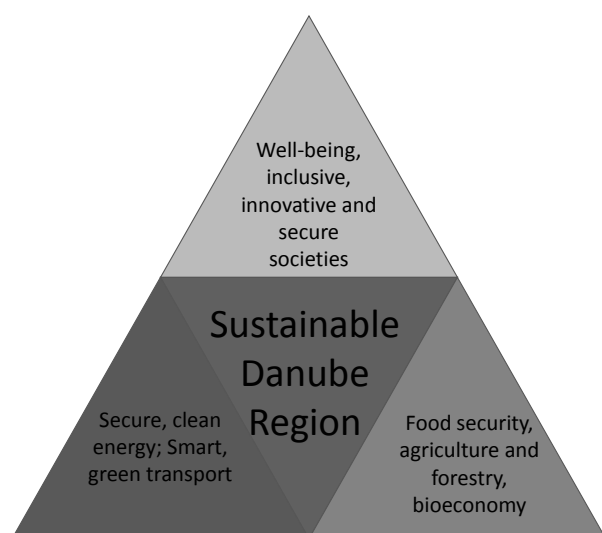 Well-being,
inclusive,
innovative and
secure
societies
Sustainable
Danube
Region
Secure, clean
energy; Smart,
green transport
Food security,
agriculture and
forestry,
bioeconomy